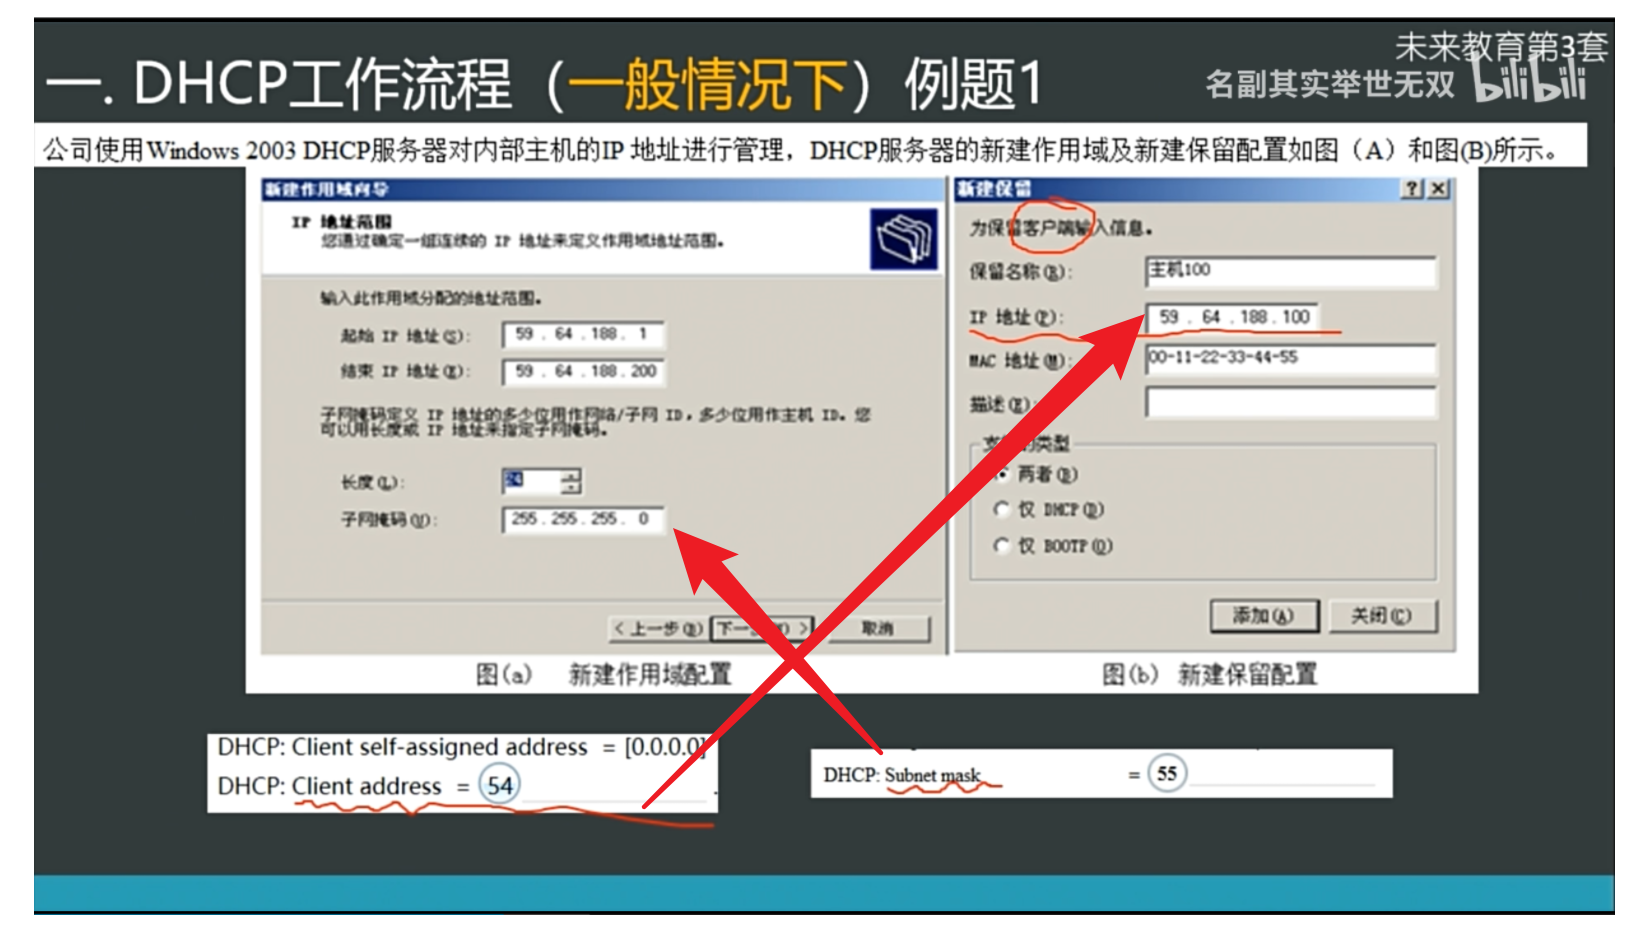 未来教育第3套
一. DHCP工作流程（一般情况下）例题1
名副其实举世无双 bilibili
公司使用Windows 2003 DHCP服务器对内部主机的IP 地址进行管理，DHCP服务器的新建作用域及新建保留配置如图（A）和图(B)所示。
新建作用域向导
IP 地址范围
您通过确定一组连续的 IP 地址来定义作用域地址范围。
输入此作用域分配的地址范围。
起始 IP 地址(S): 59 . 64 . 188 . 1
结束 IP 地址(E): 59 . 64 . 188 . 200
子网掩码定义 IP 地址的多少位用作网络/子网 ID，多少位用作主机 ID。您
可以用长度或 IP 地址来指定子网掩码。
长度(L): 24
子网掩码(U): 255 . 255 . 255 . 0
<上一步(B) 下一 >
取消
图(a) 新建作用域配置
新建保留
为保留客户端输入信息。
保留名称(R): 主机100
IP 地址(P): 59 . 64 . 188 . 100
MAC 地址(M): 00-11-22-33-44-55
描述(E):
类型
两者(B)
仅 DHCP(D)
仅 BOOTP(O)
添加(A) 关闭(C)
图(b) 新建保留配置
DHCP: Client self-assigned address = [0.0.0.0]
DHCP: Client address = 54 .
DHCP: Subnet mask = 55